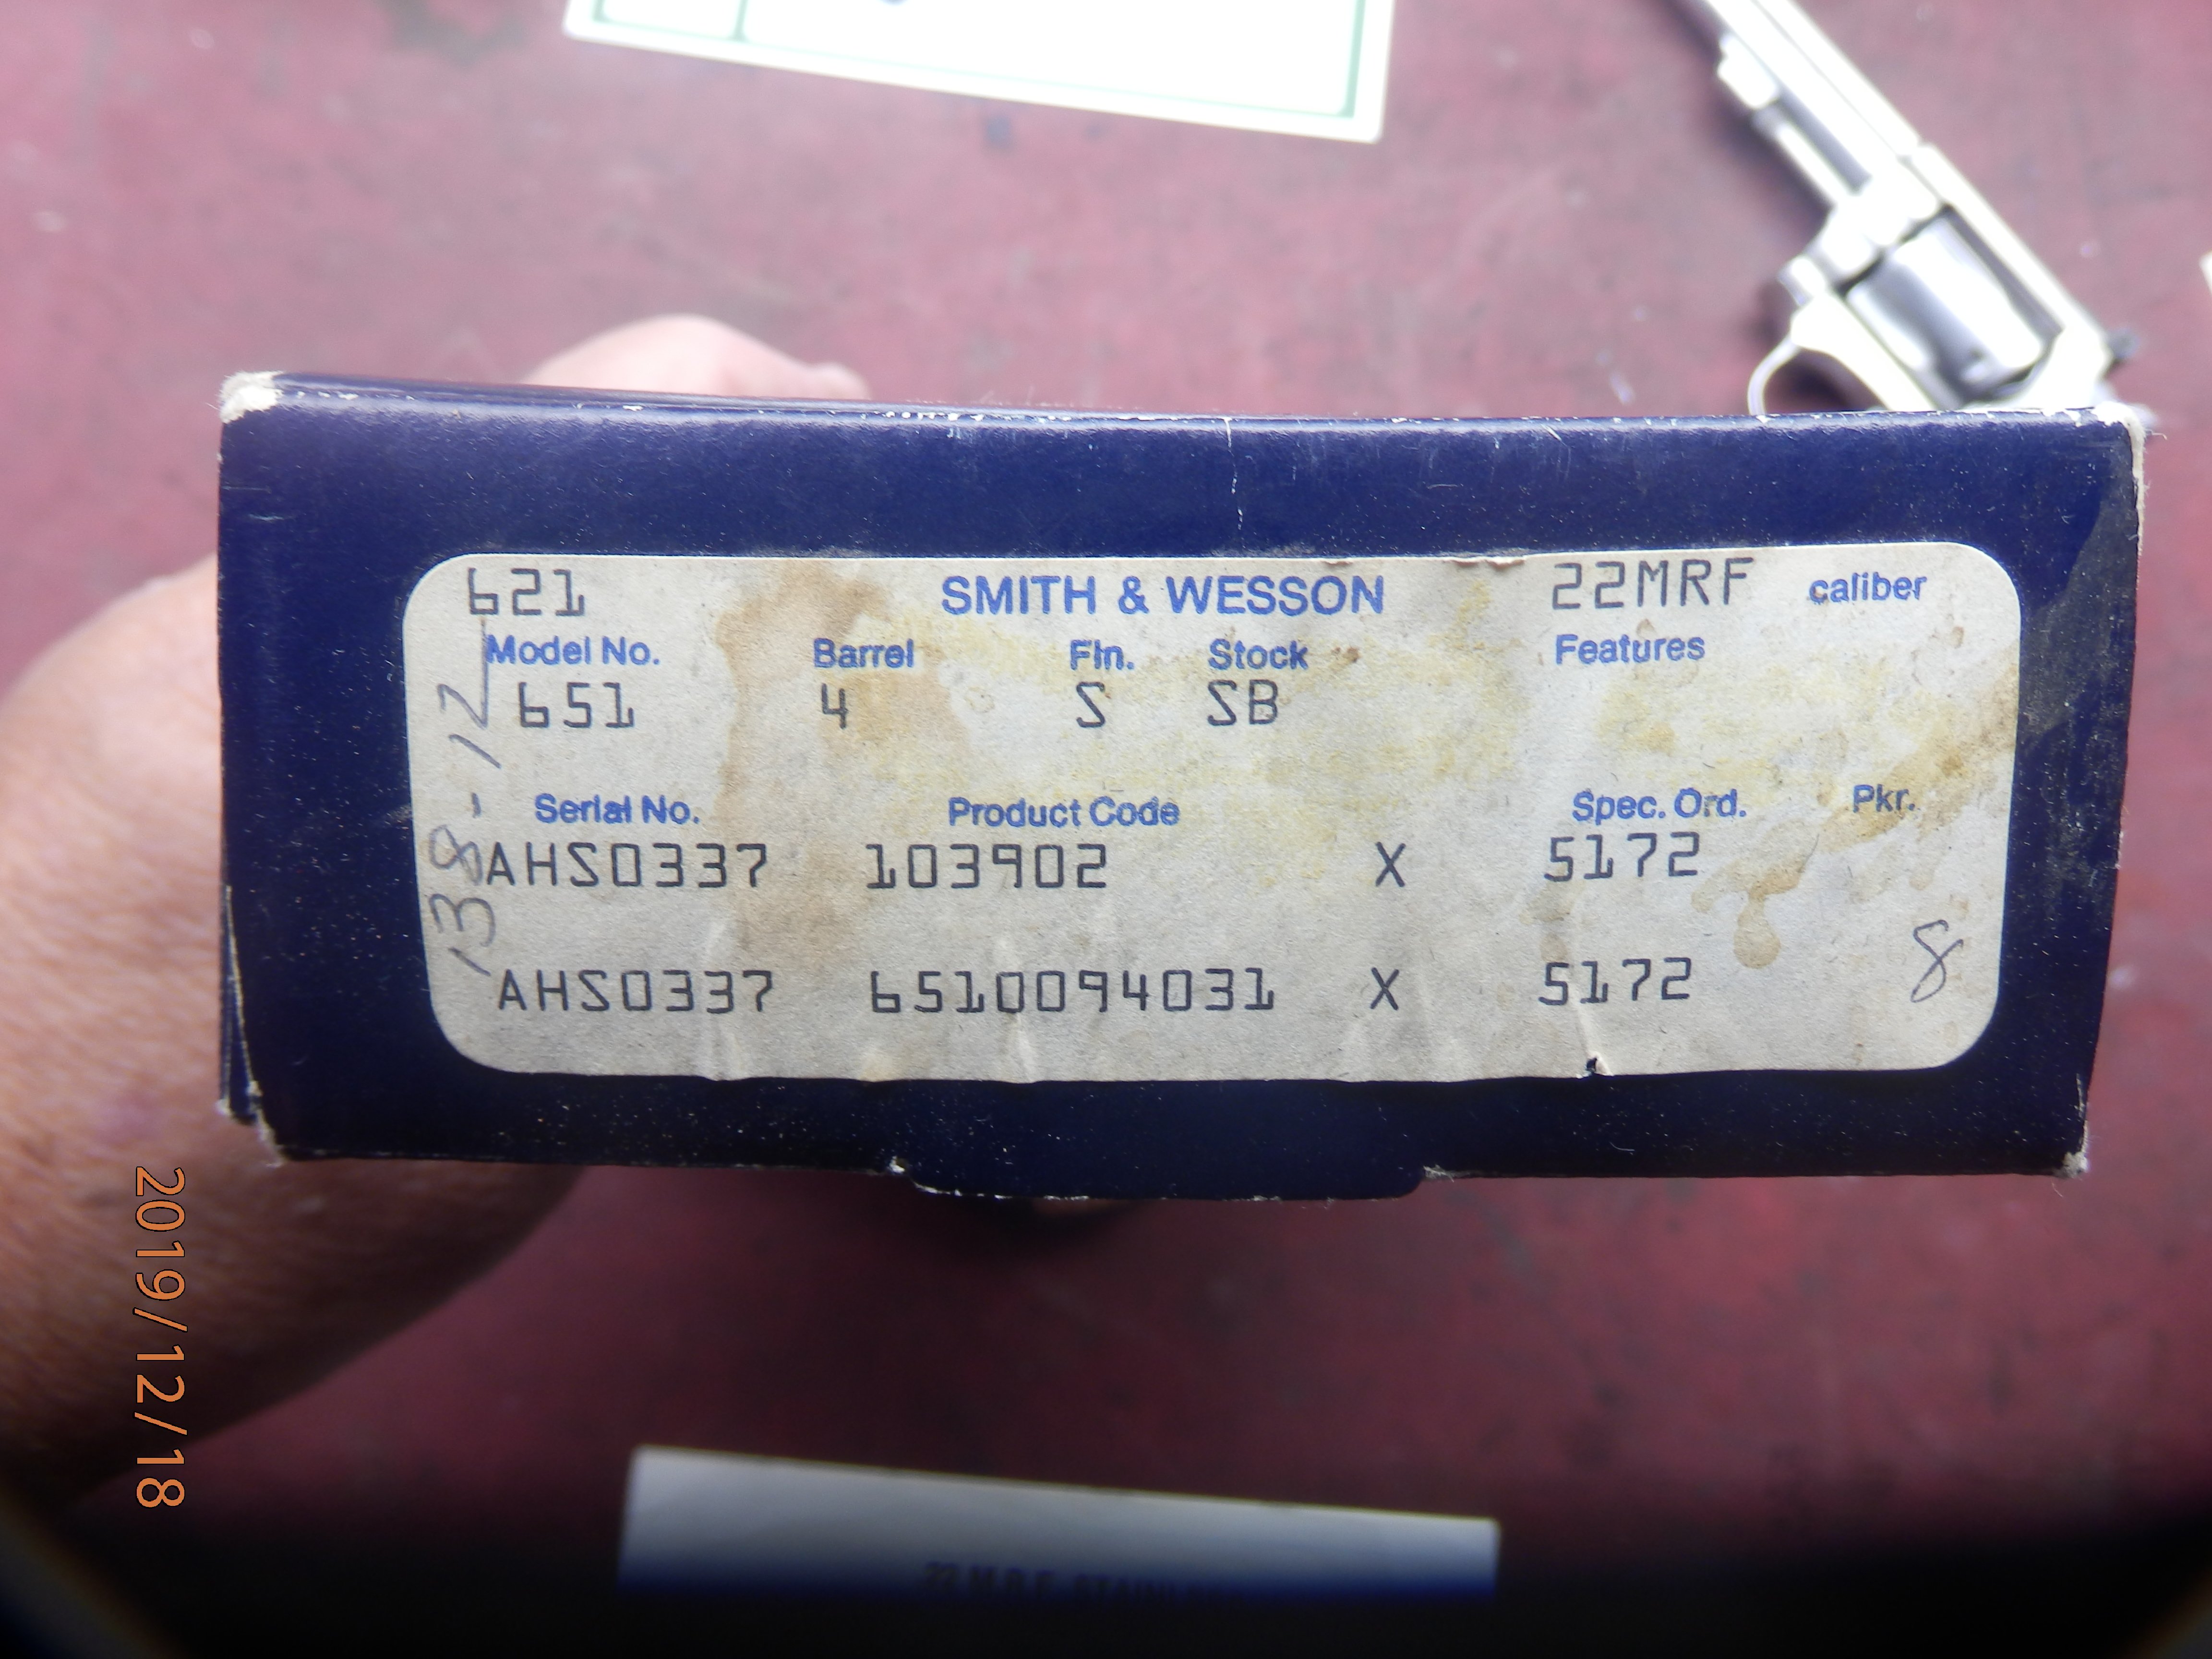 621 SMITH & WESSON 22MRF caliber
Model No. Barrel Fin. Stock Features
651 4 S SB
Serial No. Product Code Spec. Ord. Pkr.
AHS0337 103902 X 5172
AHS0337 6510094031 X 5172 8
138-12
2019/12/18
22 M.R.F.